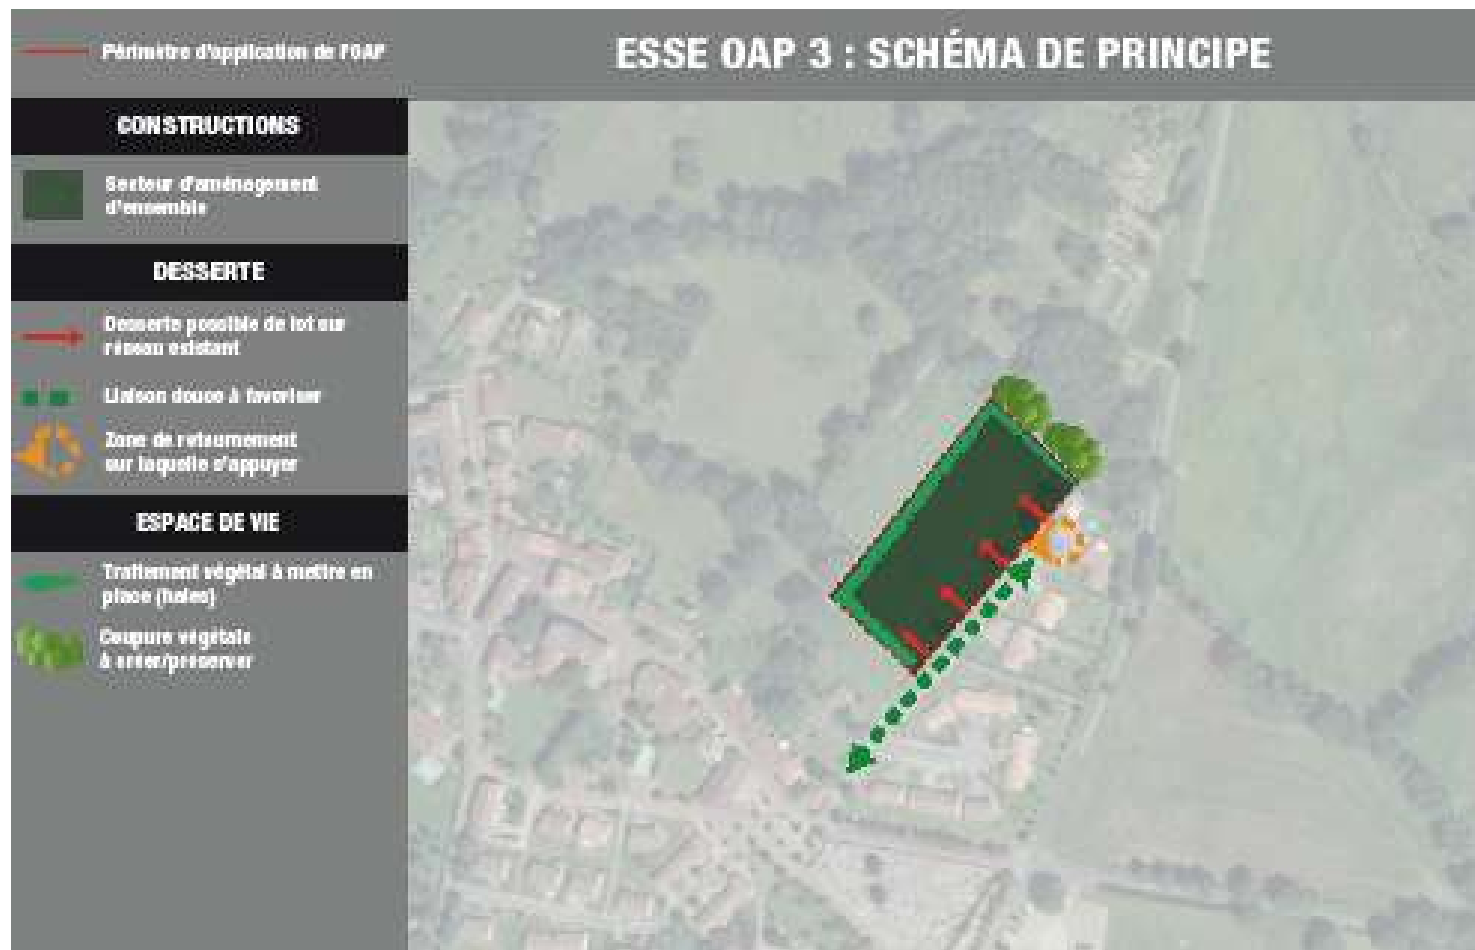 Périmètre d'application de l'OAP
ESSE OAP 3 : SCHÉMA DE PRINCIPE
CONSTRUCTIONS
Secteur d'aménagement
d'ensemble
DESSERTE
Desserte possible de lot sur
réseau existant
Liaison douce à favoriser
Zone de retournement
sur laquelle s'appuyer
ESPACE DE VIE
Traitement végétal à mettre en
place (haies)
Coupure végétale
à créer/préserver